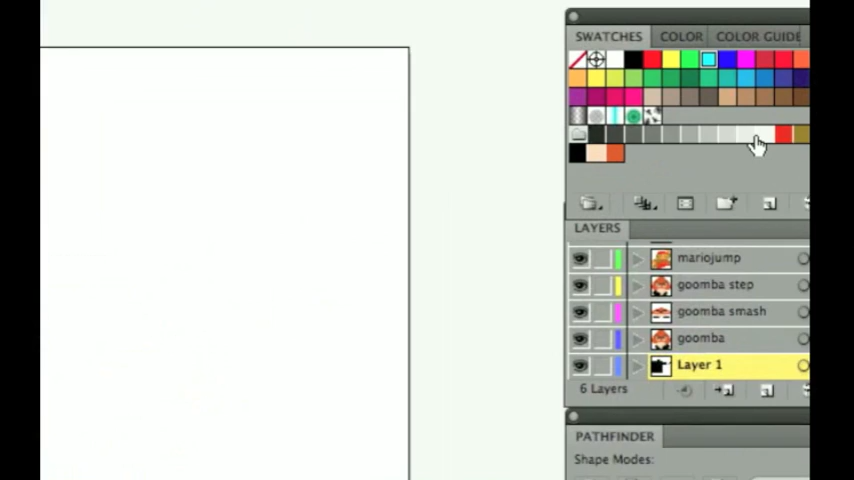 SWATCHES COLOR COLOR GUIDE
LAYERS
mariojump
goomba step
goomba smash
goomba
Layer 1
6 Layers
PATHFINDER
Shape Modes: